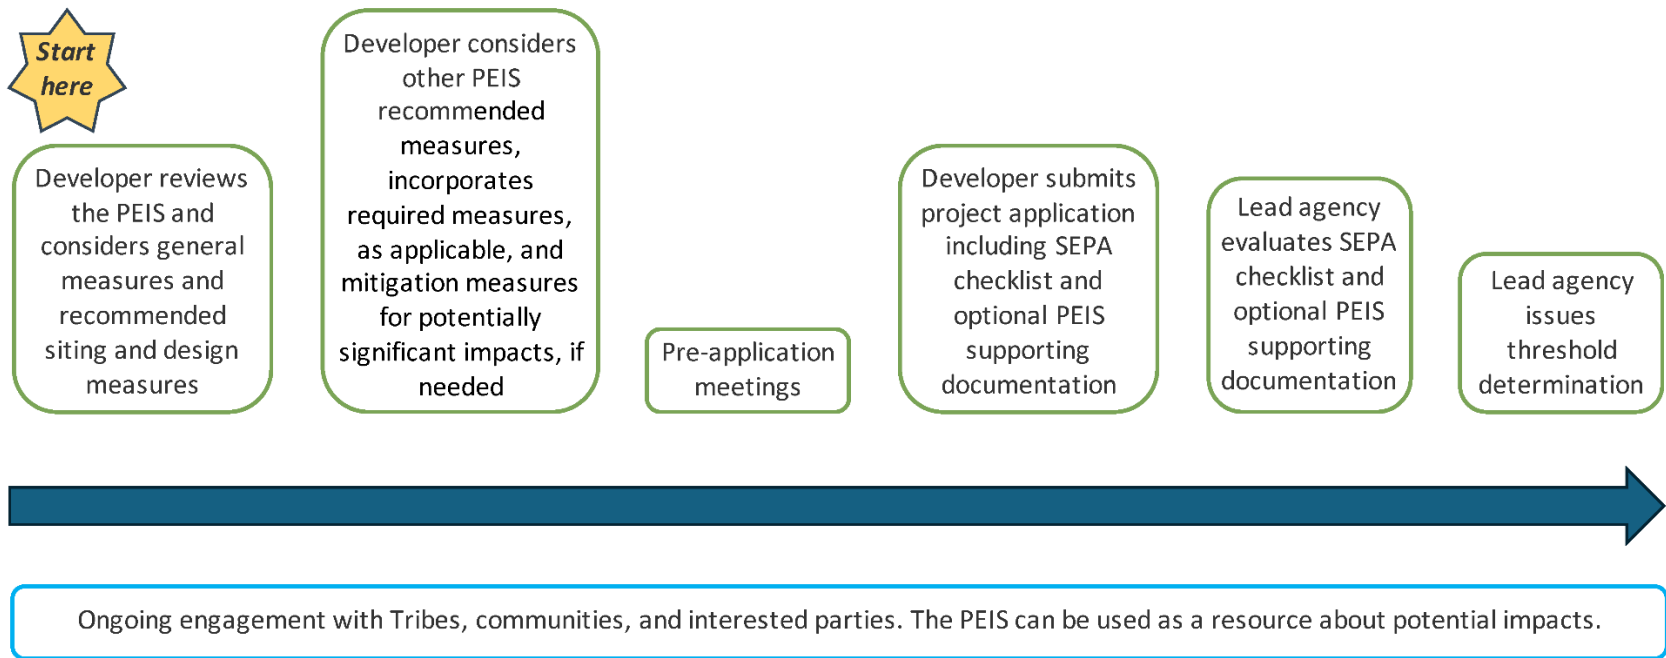 Start
here
Developer reviews
the PEIS and
considers general
measures and
recommended
siting and design
measures
Developer considers
other PEIS
recommended
measures,
incorporates
required measures,
as applicable, and
mitigation measures
for potentially
significant impacts, if
needed
Pre-application
meetings
Developer submits
project application
including SEPA
checklist and
optional PEIS
supporting
documentation
Lead agency
evaluates SEPA
checklist and
optional PEIS
supporting
documentation
Lead agency
issues
threshold
determination
Ongoing engagement with Tribes, communities, and interested parties. The PEIS can be used as a resource about potential impacts.